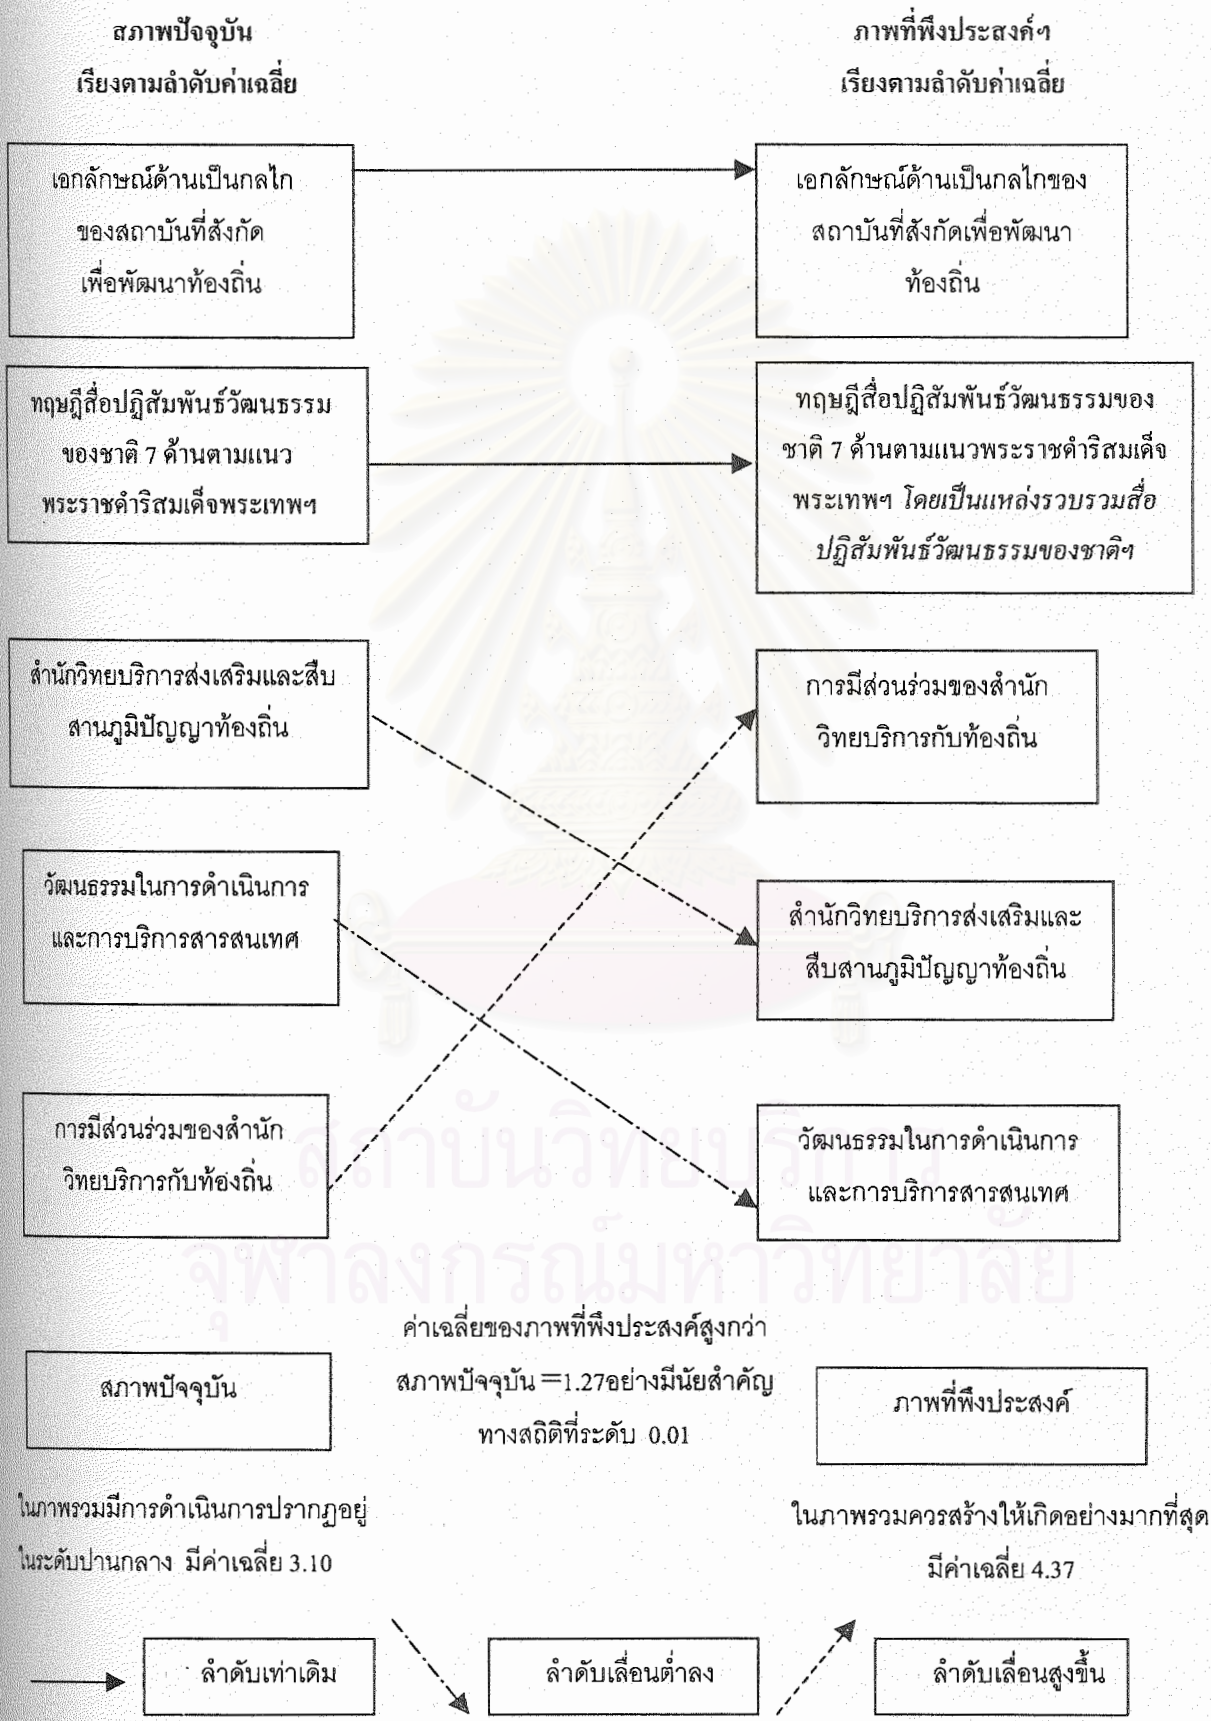 สภาพปัจจุบัน
เรียงตามลำดับค่าเฉลี่ย
ภาพที่พึงประสงค์ฯ
เรียงตามลำดับค่าเฉลี่ย
เอกลักษณ์ด้านเป็นกลไก
ของสถาบันที่สังกัด
เพื่อพัฒนาท้องถิ่น
เอกลักษณ์ด้านเป็นกลไกของ
สถาบันที่สังกัดเพื่อพัฒนา
ท้องถิ่น
ทฤษฎีสื่อปฏิสัมพันธ์วัฒนธรรม
ของชาติ 7 ด้านตามแนว
พระราชดำริสมเด็จพระเทพฯ
ทฤษฎีสื่อปฏิสัมพันธ์วัฒนธรรมของ
ชาติ 7 ด้านตามแนวพระราชดำริสมเด็จ
พระเทพฯ โดยเป็นแหล่งรวบรวมสื่อ
ปฏิสัมพันธ์วัฒนธรรมของชาติฯ
สำนักวิทยบริการส่งเสริมและสืบ
สานภูมิปัญญาท้องถิ่น
การมีส่วนร่วมของสำนัก
วิทยบริการกับท้องถิ่น
วัฒนธรรมในการดำเนินการ
และการบริการสารสนเทศ
สำนักวิทยบริการส่งเสริมและ
สืบสานภูมิปัญญาท้องถิ่น
การมีส่วนร่วมของสำนัก
วิทยบริการกับท้องถิ่น
วัฒนธรรมในการดำเนินการ
และการบริการสารสนเทศ
สถาบันวิทยบริการ
จุฬาลงกรณ์มหาวิทยาลัย
สภาพปัจจุบัน
ค่าเฉลี่ยของภาพที่พึงประสงค์สูงกว่า
สภาพปัจจุบัน =1.27อย่างมีนัยสำคัญ
ทางสถิติที่ระดับ 0.01
ภาพที่พึงประสงค์
ในภาพรวมมีการดำเนินการปรากฏอยู่
ในระดับปานกลาง มีค่าเฉลี่ย 3.10
ในภาพรวมควรสร้างให้เกิดอย่างมากที่สุด
มีค่าเฉลี่ย 4.37
ลำดับเท่าเดิม
ลำดับเลื่อนต่ำลง
ลำดับเลื่อนสูงขึ้น